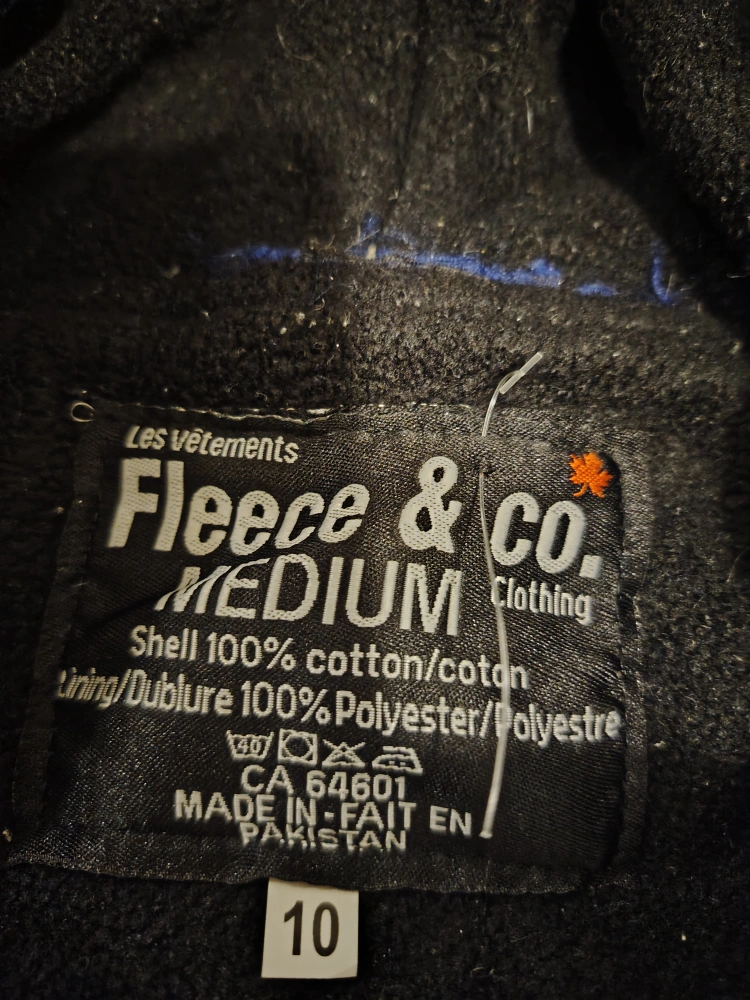 Les vêtements
Fleece & co.
MEDIUM Clothing
Shell 100% cotton/coton
Lining/Dublure 100% Polyester/Polyestre
40
CA 64601
MADE IN - FAIT EN
PAKISTAN
10